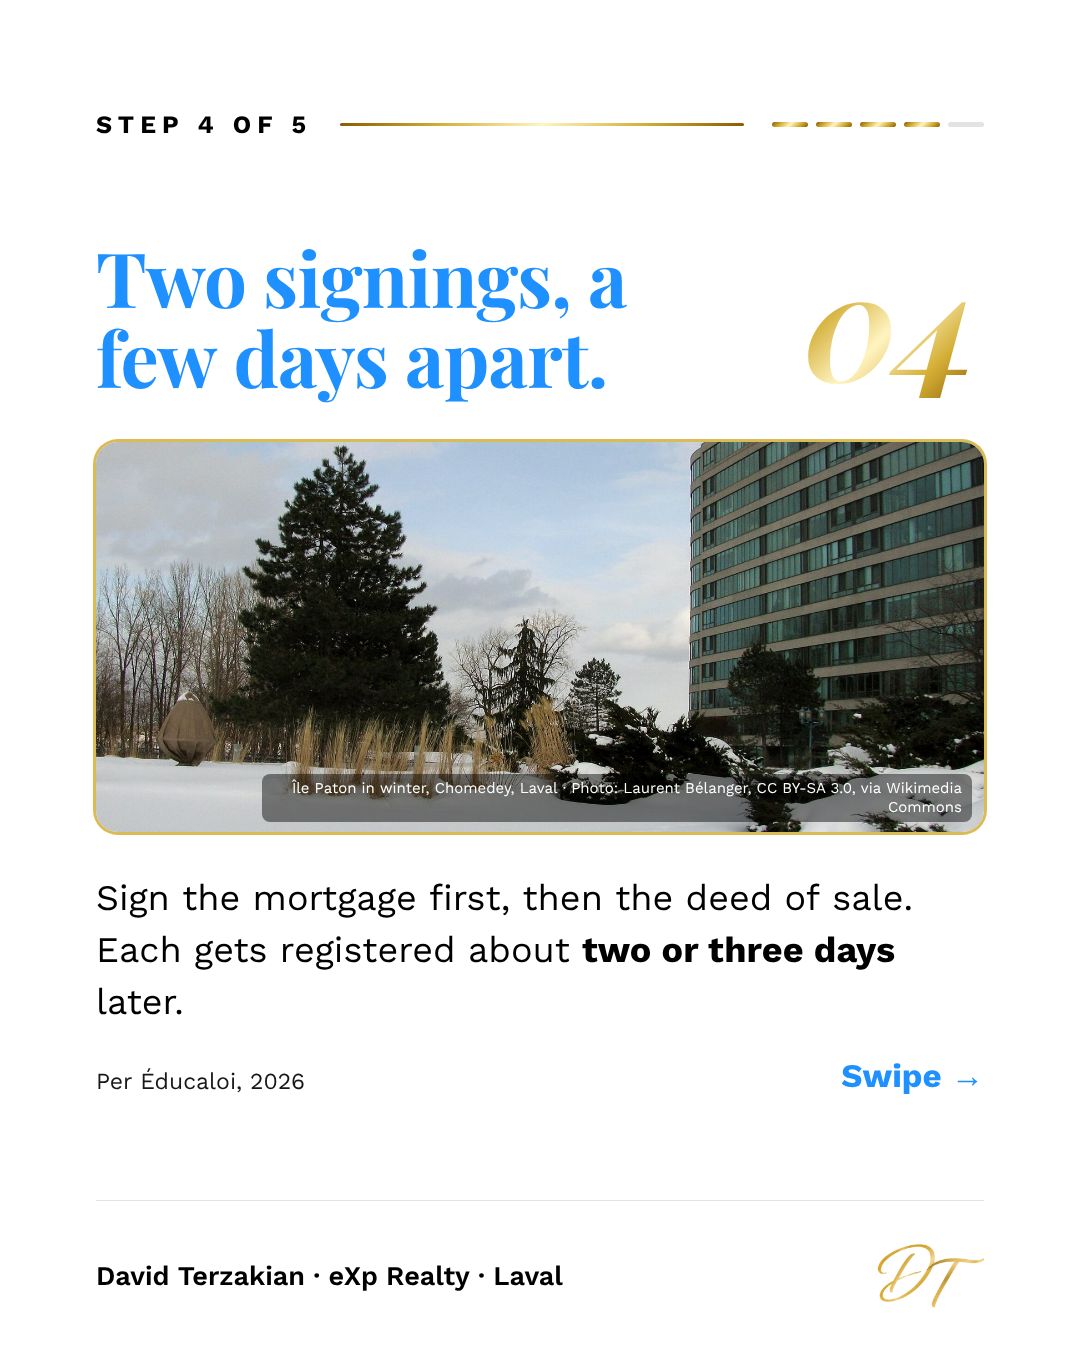 STEP 4 OF 5
Two signings, a
few days apart.
04
Île Paton in winter, Chomedey, Laval · Photo: Laurent Bélanger, CC BY-SA 3.0, via Wikimedia
Commons
Sign the mortgage first, then the deed of sale.
Each gets registered about two or three days
later.
Per Éducaloi, 2026
Swipe →
David Terzakian · eXp Realty · Laval
DT